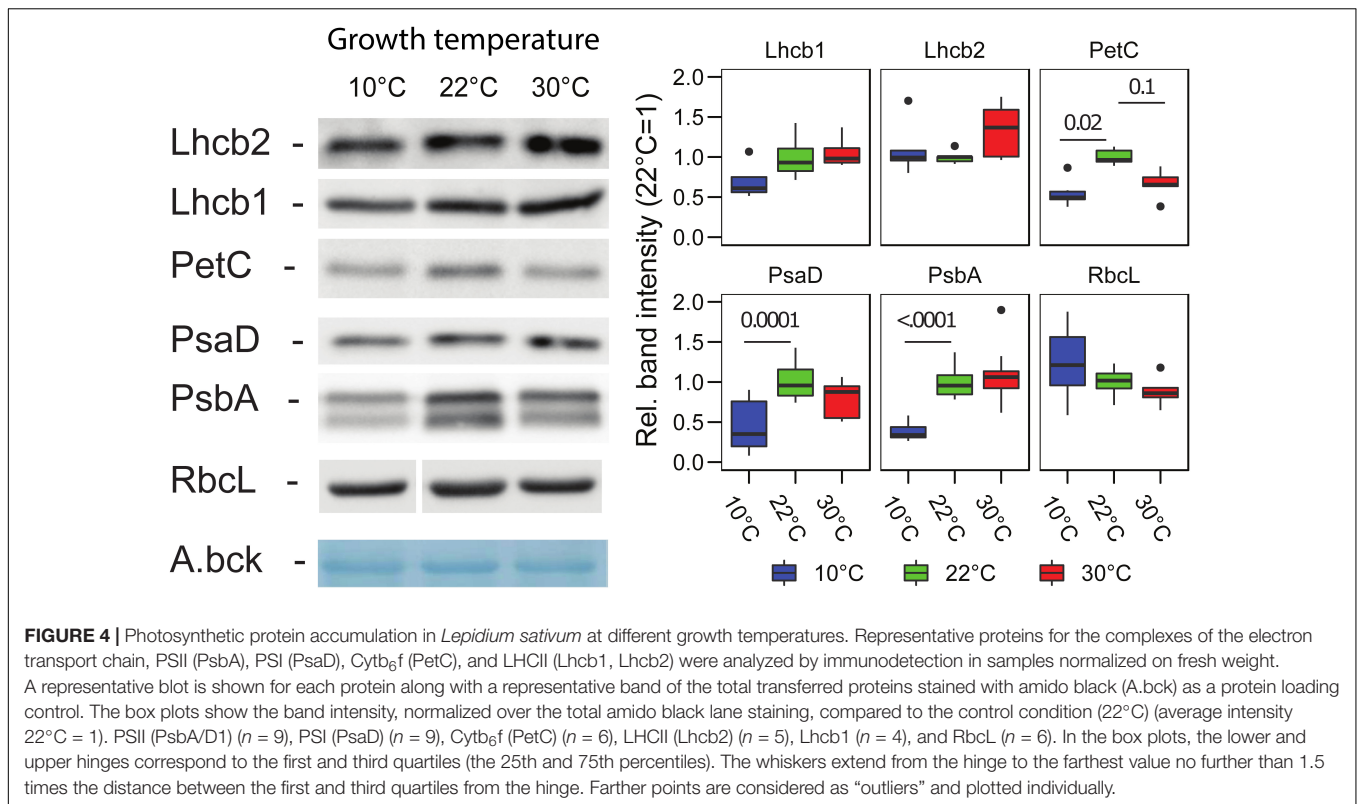 Growth temperature
10°C 22°C 30°C
Lhcb2 -
Lhcb1 -
PetC -
PsaD -
PsbA -
RbcL -
A.bck -
Rel. band intensity (22°C=1)
Lhcb1 Lhcb2 PetC
2.0
1.5
1.0
0.5
0.0
0.02
0.1
PsaD PsbA RbcL
2.0
1.5
1.0
0.5
0.0
0.0001
<.0001
10°C 22°C 30°C 10°C 22°C 30°C 10°C 22°C 30°C
10°C 22°C 30°C
FIGURE 4 | Photosynthetic protein accumulation in Lepidium sativum at different growth temperatures. Representative proteins for the complexes of the electron
transport chain, PSII (PsbA), PSI (PsaD), Cytb₆f (PetC), and LHCII (Lhcb1, Lhcb2) were analyzed by immunodetection in samples normalized on fresh weight.
A representative blot is shown for each protein along with a representative band of the total transferred proteins stained with amido black (A.bck) as a protein loading
control. The box plots show the band intensity, normalized over the total amido black lane staining, compared to the control condition (22°C) (average intensity
22°C = 1). PSII (PsbA/D1) (n = 9), PSI (PsaD) (n = 9), Cytb₆f (PetC) (n = 6), LHCII (Lhcb2) (n = 5), Lhcb1 (n = 4), and RbcL (n = 6). In the box plots, the lower and
upper hinges correspond to the first and third quartiles (the 25th and 75th percentiles). The whiskers extend from the hinge to the farthest value no further than 1.5
times the distance between the first and third quartiles from the hinge. Farther points are considered as “outliers” and plotted individually.